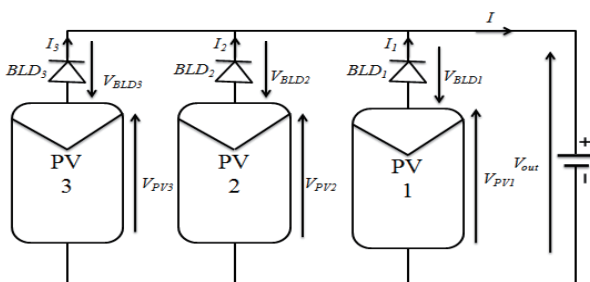 I3
I2
I1
I
BLD3
VBLD3
BLD2
VBLD2
BLD1
VBLD1
PV
3
VPV3
PV
2
VPV2
PV
1
VPV1
Vout
+
-